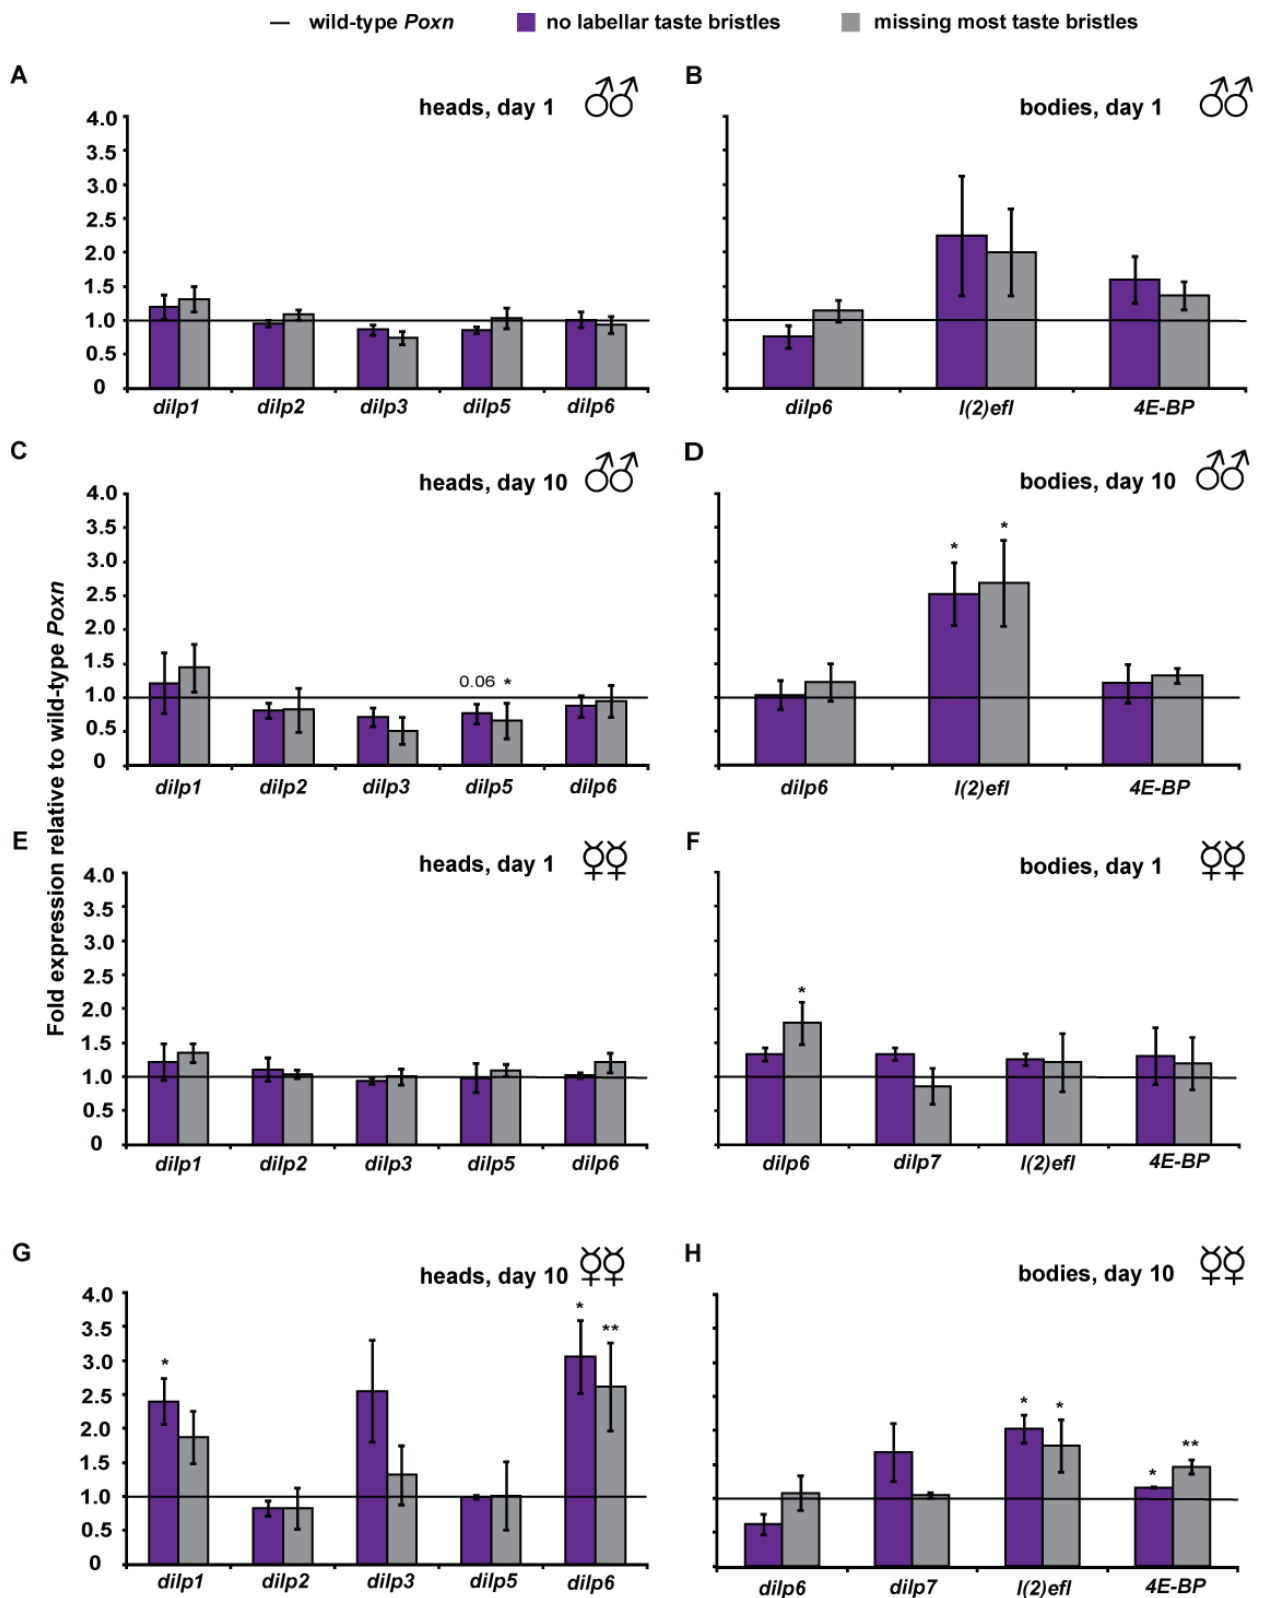 — wild-type Poxn no labellar taste bristles missing most taste bristles
A
heads, day 1 ♂♂
4.0
3.5
3.0
2.5
2.0
1.5
1.0
0.5
0
dilp1 dilp2 dilp3 dilp5 dilp6
B
bodies, day 1 ♂♂
dilp6 l(2)efl 4E-BP
C
heads, day 10 ♂♂
4.0
3.5
3.0
2.5
2.0
1.5
1.0
0.5
0
0.06 *
dilp1 dilp2 dilp3 dilp5 dilp6
D
bodies, day 10 ♂♂
* *
dilp6 l(2)efl 4E-BP
Fold expression relative to wild-type Poxn
E
heads, day 1
4.0
3.5
3.0
2.5
2.0
1.5
1.0
0.5
0
dilp1 dilp2 dilp3 dilp5 dilp6
F
bodies, day 1
*
dilp6 dilp7 l(2)efl 4E-BP
G
heads, day 10
4.0
3.5
3.0
2.5
2.0
1.5
1.0
0.5
0
* * **
dilp1 dilp2 dilp3 dilp5 dilp6
H
bodies, day 10
* * * **
dilp6 dilp7 l(2)efl 4E-BP